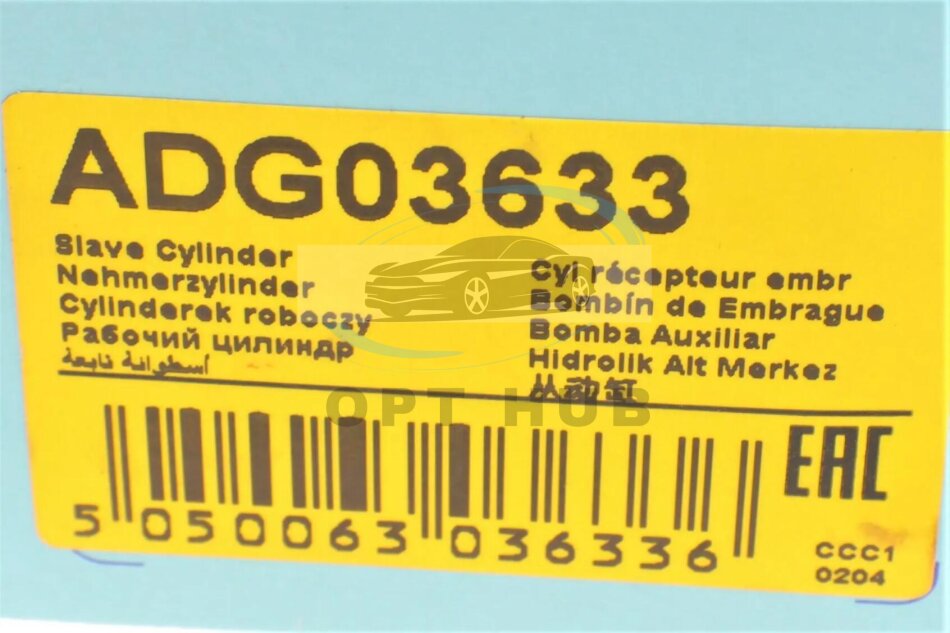 ADG03633
Slave Cylinder
Nehmerzylinder
Cylinderek roboczy
Рабочий цилиндр
أسطوانة تابعة
Cyl récepteur embr
Bombín de Embrague
Bomba Auxiliar
Hidrolik Alt Merkez
从动缸
OPT HUB
EAC
5 050063 036336
CCC1
0204